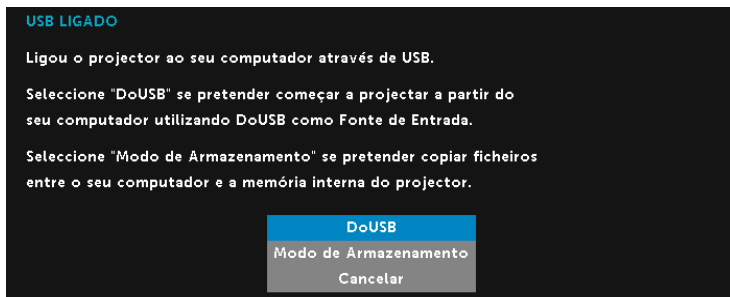 USB LIGADO
Ligou o projector ao seu computador através de USB.
Seleccione "DoUSB" se pretender começar a projectar a partir do
seu computador utilizando DoUSB como Fonte de Entrada.
Seleccione "Modo de Armazenamento" se pretender copiar ficheiros
entre o seu computador e a memória interna do projector.
DoUSB
Modo de Armazenamento
Cancelar